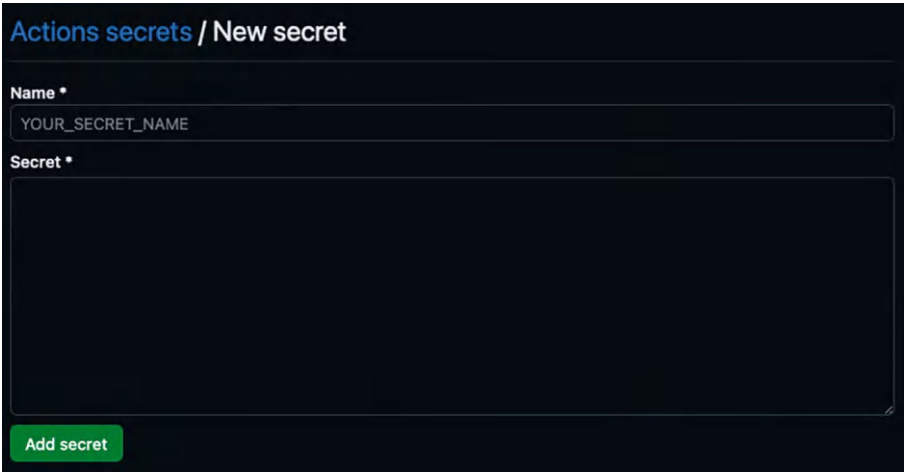 Actions secrets / New secret
Name *
YOUR_SECRET_NAME
Secret *
Add secret